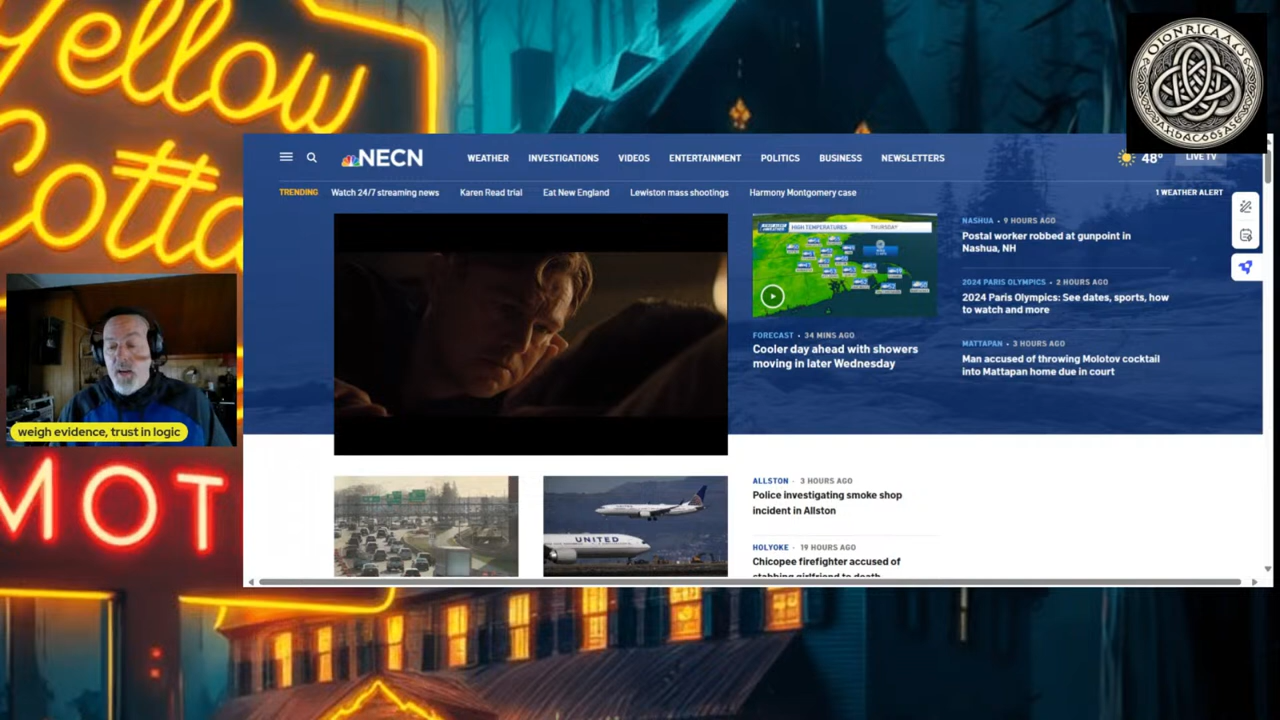 Yellow
Cotta
MOT
weigh evidence, trust in logic
NECN
WEATHER INVESTIGATIONS VIDEOS ENTERTAINMENT POLITICS BUSINESS NEWSLETTERS
48°
LIVE TV
TRENDING Watch 24/7 streaming news Karen Read trial Eat New England Lewiston mass shootings Harmony Montgomery case
1 WEATHER ALERT
HIGH TEMPERATURES THURSDAY
FORECAST • 34 MINS AGO
Cooler day ahead with showers
moving in later Wednesday
NASHUA • 9 HOURS AGO
Postal worker robbed at gunpoint in
Nashua, NH
2024 PARIS OLYMPICS • 2 HOURS AGO
2024 Paris Olympics: See dates, sports, how
to watch and more
MATTAPAN • 3 HOURS AGO
Man accused of throwing Molotov cocktail
into Mattapan home due in court
UNITED
ALLSTON · 3 HOURS AGO
Police investigating smoke shop
incident in Allston
HOLYOKE · 19 HOURS AGO
Chicopee firefighter accused of
stabbing girlfriend to death